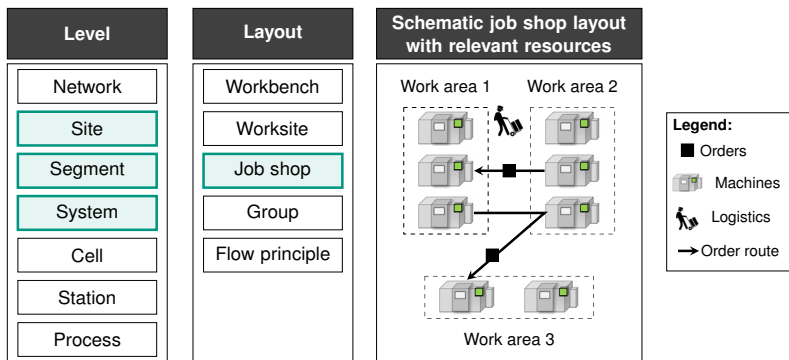 Level
Network
Site
Segment
System
Cell
Station
Process
Layout
Workbench
Worksite
Job shop
Group
Flow principle
Schematic job shop layout
with relevant resources
Work area 1
Work area 2
Work area 3
Legend:
Orders
Machines
Logistics
Order route